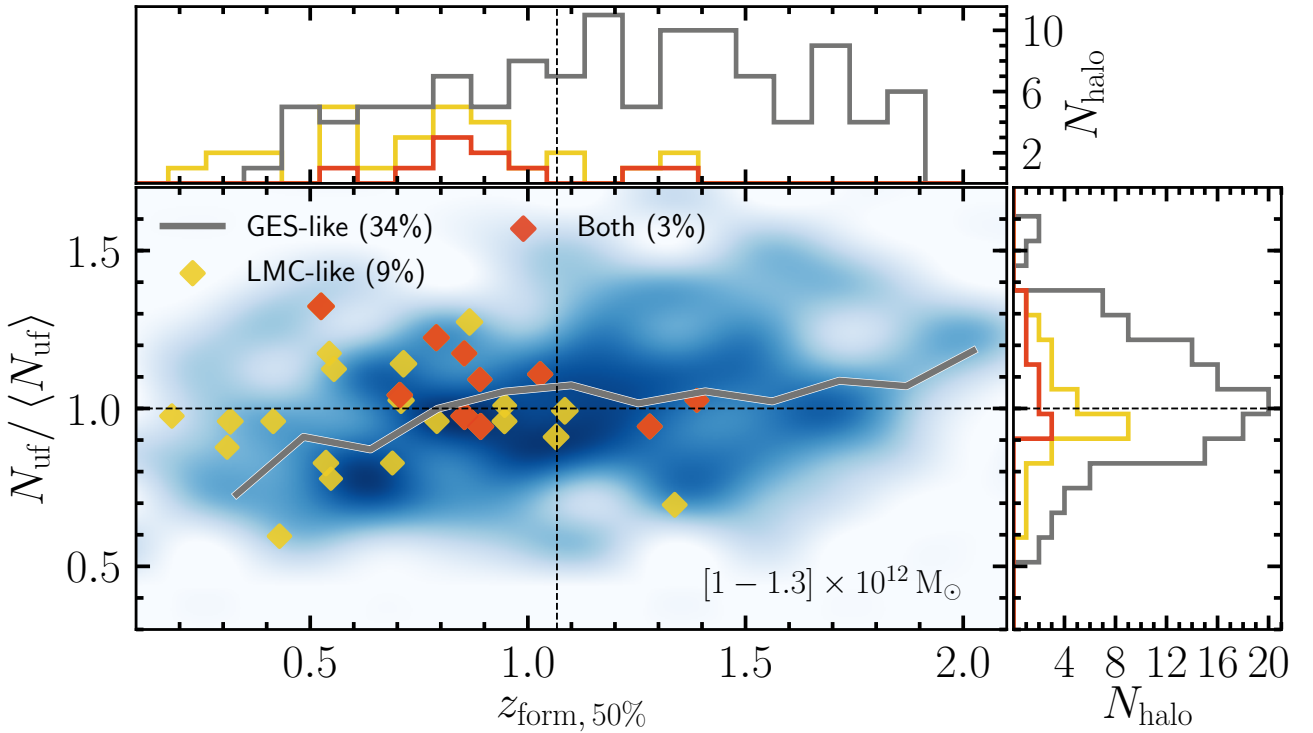 10
6
2
N_halo
GES-like (34%) Both (3%)
LMC-like (9%)
1.5
1.0
0.5
N_uf / ⟨N_uf⟩
[1 − 1.3] × 10^12 M_⊙
0.5 1.0 1.5 2.0
z_form, 50%
4 8 12 16 20
N_halo